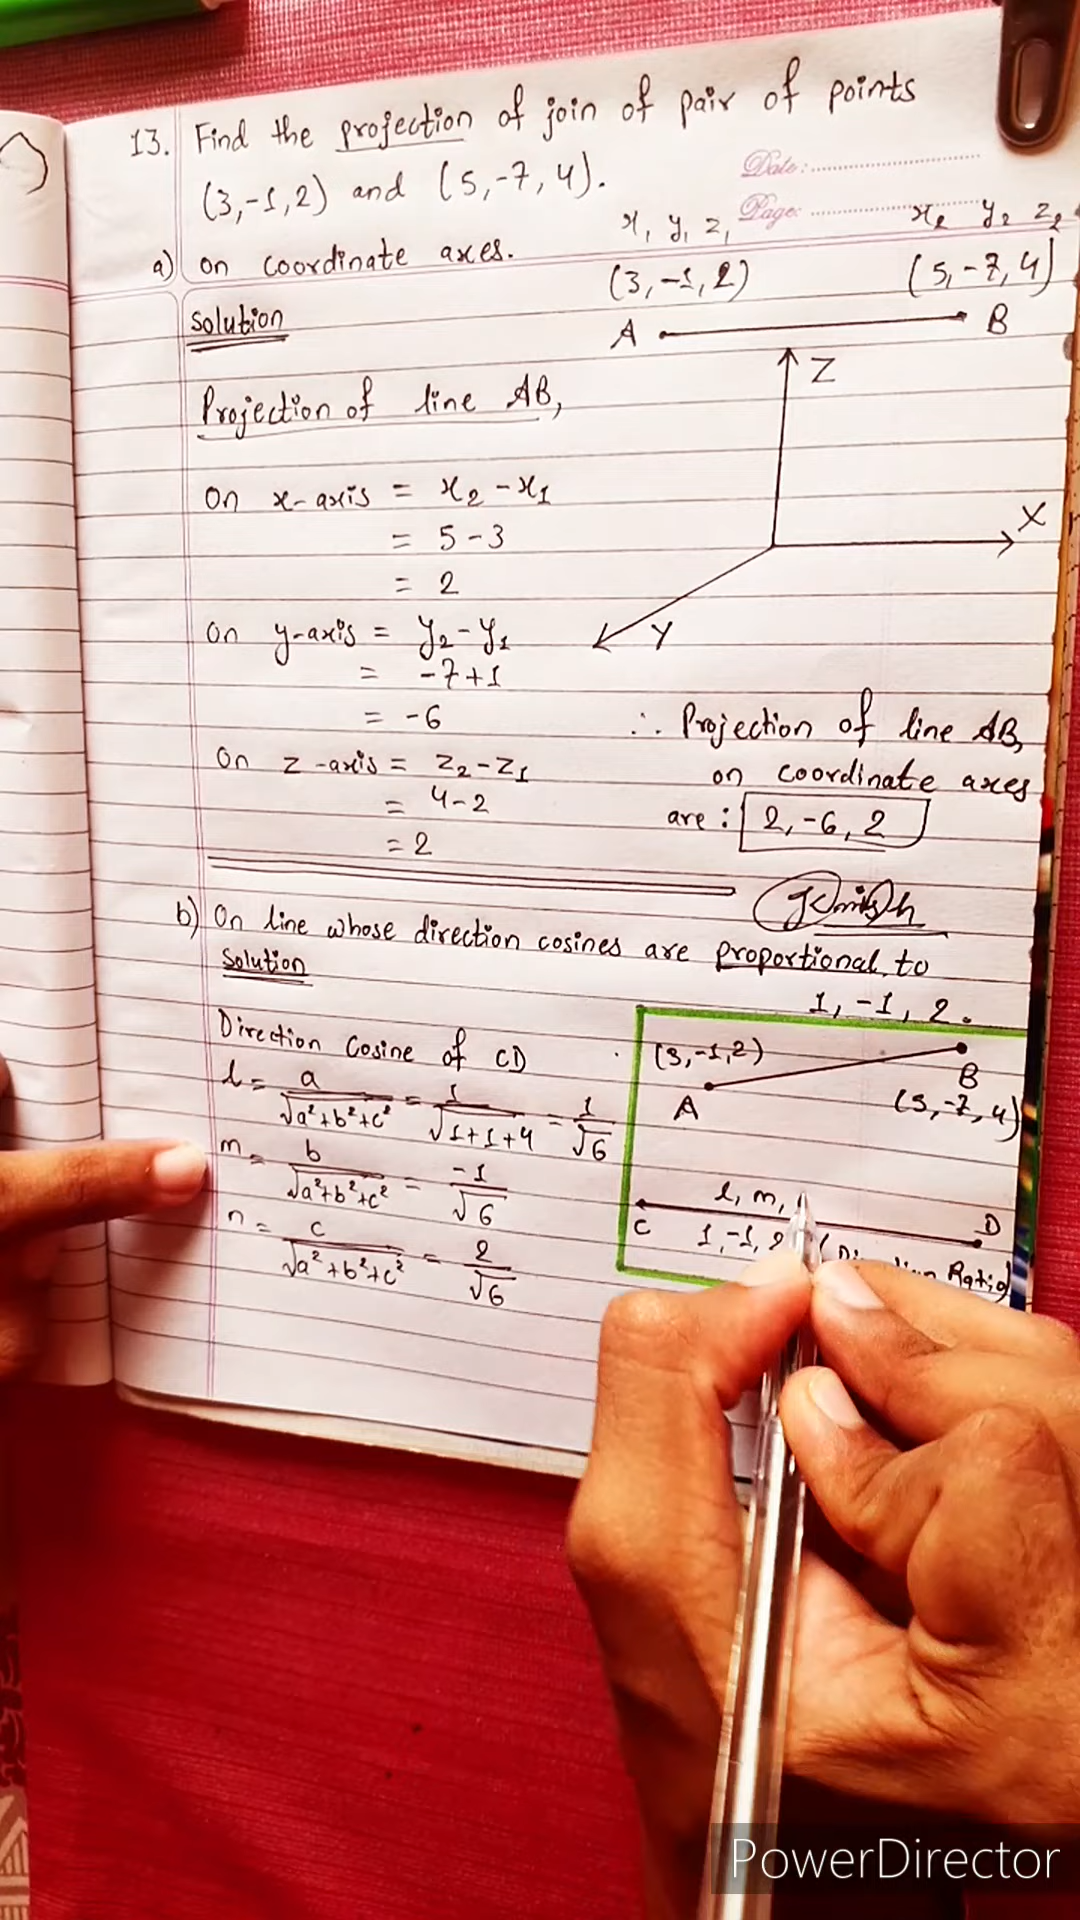 13. Find the projection of join of pair of points
(3,-1,2) and (5,-7,4).
Date:
Page:
a) on coordinate axes.
x₁ y₁ z₁
x₂ y₂ z₂
(3,-1,2)
(5,-7,4)
A
B
Solution
Z
X
Y
Projection of line AB,
On x-axis = x₂-x₁
= 5-3
= 2
On y-axis = y₂-y₁
= -7+1
= -6
On z-axis = z₂-z₁
= 4-2
= 2
∴ Projection of line AB,
on coordinate axes
are : 2,-6, 2
b) On line whose direction cosines are proportional to
1, -1, 2.
Solution
Direction Cosine of CD
l = a/√a²+b²+c² = 1/√1+1+4 = 1/√6
m = b/√a²+b²+c² = -1/√6
n = c/√a²+b²+c² = 2/√6
(3,-1,2)
A
B
(5,-7,4)
l, m,
C
D
1,-1, 2
Ratio)
PowerDirector